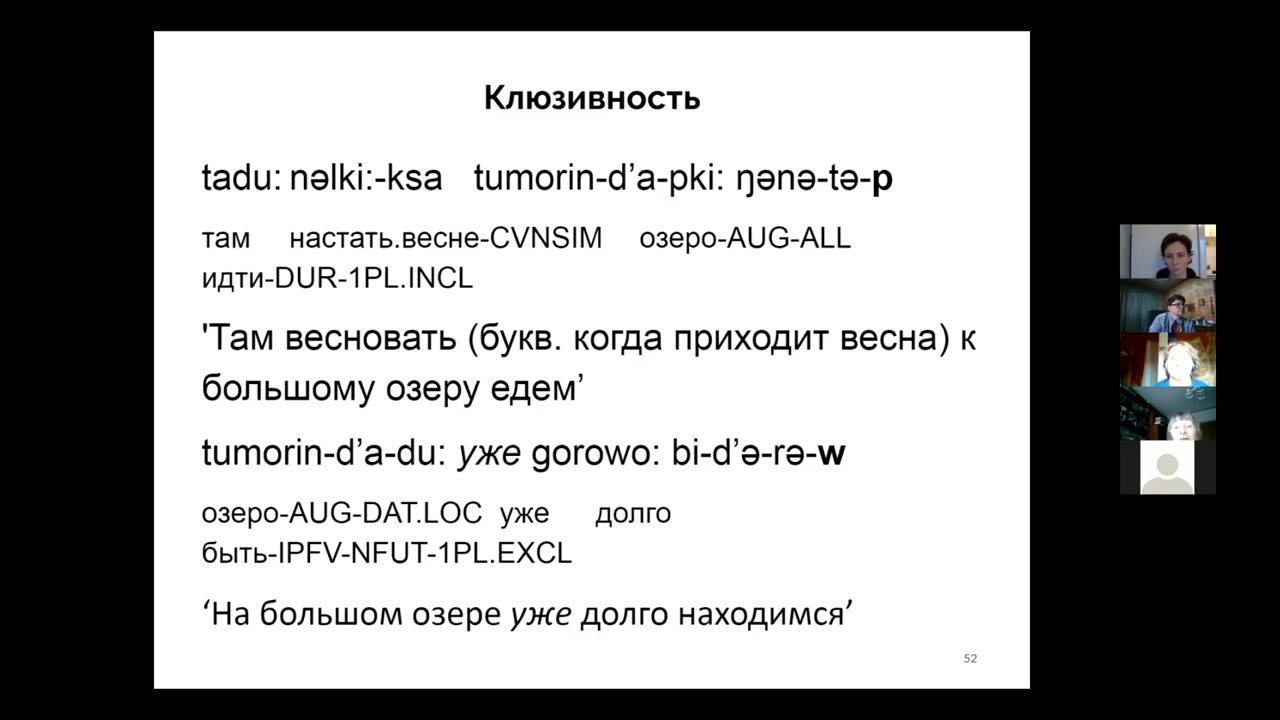 Клюзивность
tadu: nəlki:-ksa tumorin-d’a-pki: ŋənə-tə-p
там настать.весне-CVNSIM озеро-AUG-ALL
идти-DUR-1PL.INCL
'Там весновать (букв. когда приходит весна) к
большому озеру едем’
tumorin-d’a-du: уже gorowo: bi-d’ə-rə-w
озеро-AUG-DAT.LOC уже долго
быть-IPFV-NFUT-1PL.EXCL
‘На большом озере уже долго находимся’
52